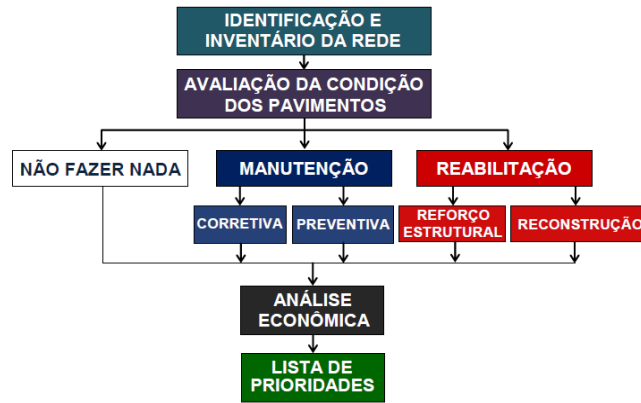 IDENTIFICAÇÃO E
INVENTÁRIO DA REDE
AVALIAÇÃO DA CONDIÇÃO
DOS PAVIMENTOS
NÃO FAZER NADA
MANUTENÇÃO
REABILITAÇÃO
CORRETIVA
PREVENTIVA
REFORÇO
ESTRUTURAL
RECONSTRUÇÃO
ANÁLISE
ECONÔMICA
LISTA DE
PRIORIDADES